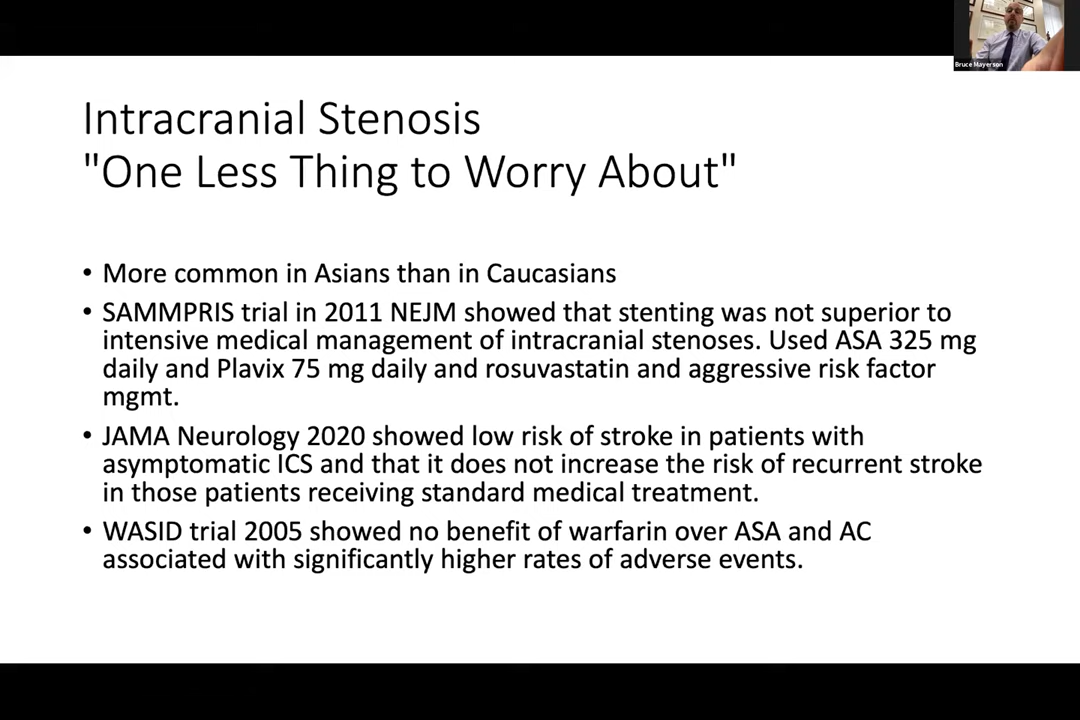 Bruce Mayerson
Intracranial Stenosis
"One Less Thing to Worry About"
• More common in Asians than in Caucasians
• SAMMPRIS trial in 2011 NEJM showed that stenting was not superior to
intensive medical management of intracranial stenoses. Used ASA 325 mg
daily and Plavix 75 mg daily and rosuvastatin and aggressive risk factor
mgmt.
• JAMA Neurology 2020 showed low risk of stroke in patients with
asymptomatic ICS and that it does not increase the risk of recurrent stroke
in those patients receiving standard medical treatment.
• WASID trial 2005 showed no benefit of warfarin over ASA and AC
associated with significantly higher rates of adverse events.